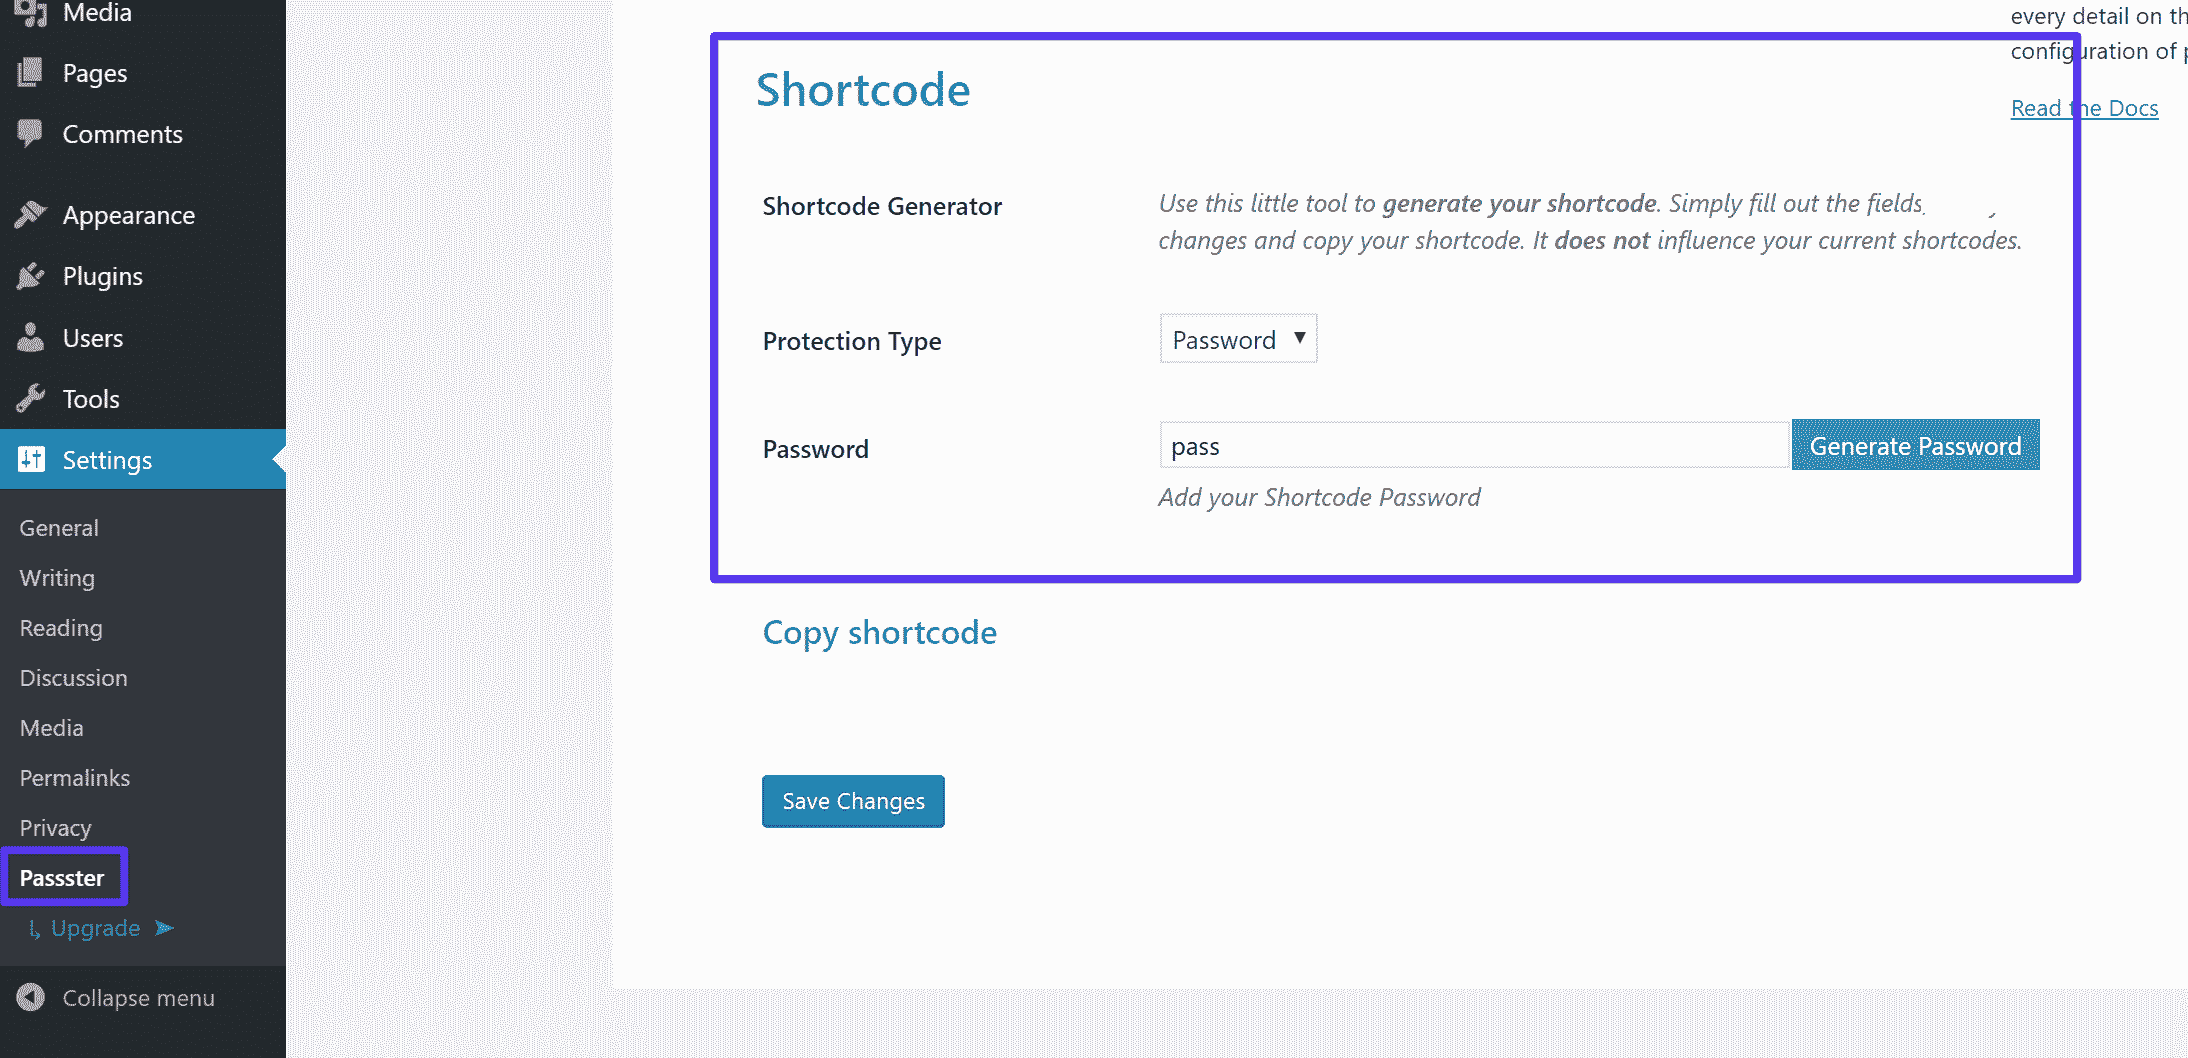 Media
Pages
Comments
Appearance
Plugins
Users
Tools
Settings
General
Writing
Reading
Discussion
Media
Permalinks
Privacy
Passster
Upgrade ➤
Collapse menu
every detail on th
configuration of p
Read the Docs
Shortcode
Shortcode Generator
Use this little tool to generate your shortcode. Simply fill out the fields,
changes and copy your shortcode. It does not influence your current shortcodes.
Protection Type
Password ▼
Password
pass
Generate Password
Add your Shortcode Password
Copy shortcode
Save Changes